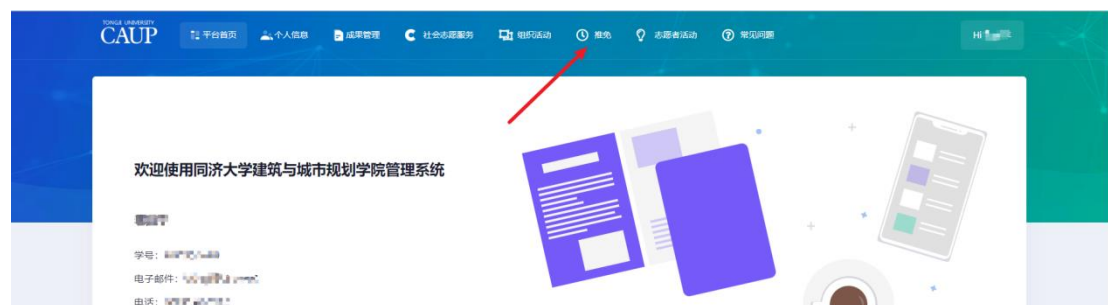 TONGJI UNIVERSITY
CAUP 平台首页 个人信息 成果管理 社会志愿服务 组织活动 推免 志愿者活动 常见问题 Hi
欢迎使用同济大学建筑与城市规划学院管理系统
学号：
电子邮件：
电话：